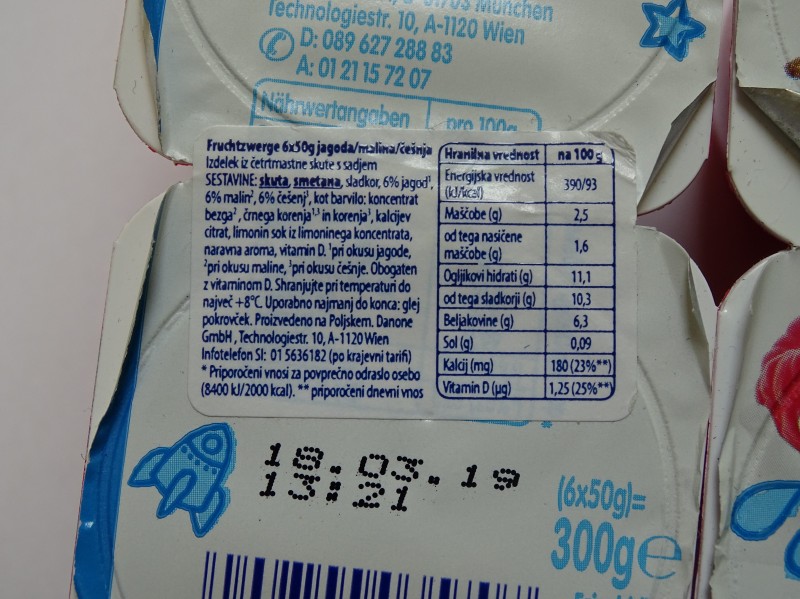 München
Technologiestr. 10, A-1120 Wien
D: 089 627 288 83
A: 01 21 15 72 07
Nährwertangaben pro 100g
Fruchtzwerge 6x50g jagoda/malina/češnja
Izdelek iz četrtmastne skute s sadjem
SESTAVINE: skuta, smetana, sladkor, 6% jagod¹,
6% malin², 6% češenj³, kot barvilo: koncentrat
bezga², črnega korenja¹,³ in korenja³, kalcijev
citrat, limonin sok iz limoninega koncentrata,
naravna aroma, vitamin D. ¹pri okusu jagode,
²pri okusu maline, ³pri okusu češnje. Obogaten
z vitaminom D. Shranjujte pri temperaturi do
največ +8°C. Uporabno najmanj do konca: glej
pokrovček. Proizvedeno na Poljskem. Danone
GmbH, Technologiestr. 10, A-1120 Wien
Infotelefon SI: 01 5636182 (po krajevni tarifi)
* Priporočeni vnosi za povprečno odraslo osebo
(8400 kJ/2000 kcal). ** priporočeni dnevni vnos
Hranilna vrednost na 100 g
Energijska vrednost
(kJ/kcal) 390/93
Maščobe (g) 2,5
od tega nasičene
maščobe (g) 1,6
Ogljikovi hidrati (g) 11,1
od tega sladkorji (g) 10,3
Beljakovine (g) 6,3
Sol (g) 0,09
Kalcij (mg) 180 (23%**)
Vitamin D (µg) 1,25 (25%**)
18.03.19
13:21
(6x50g)=
300g e